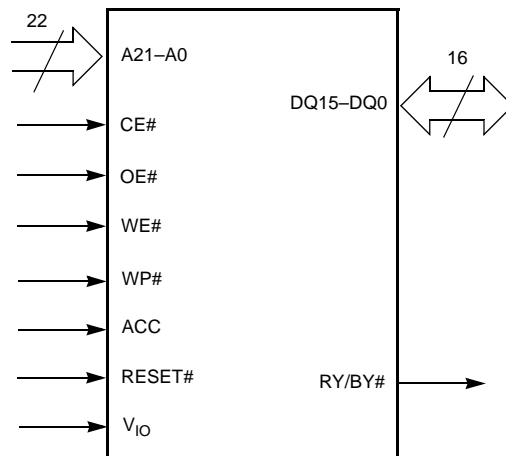 22
A21–A0
16
DQ15–DQ0
CE#
OE#
WE#
WP#
ACC
RESET#
RY/BY#
VIO